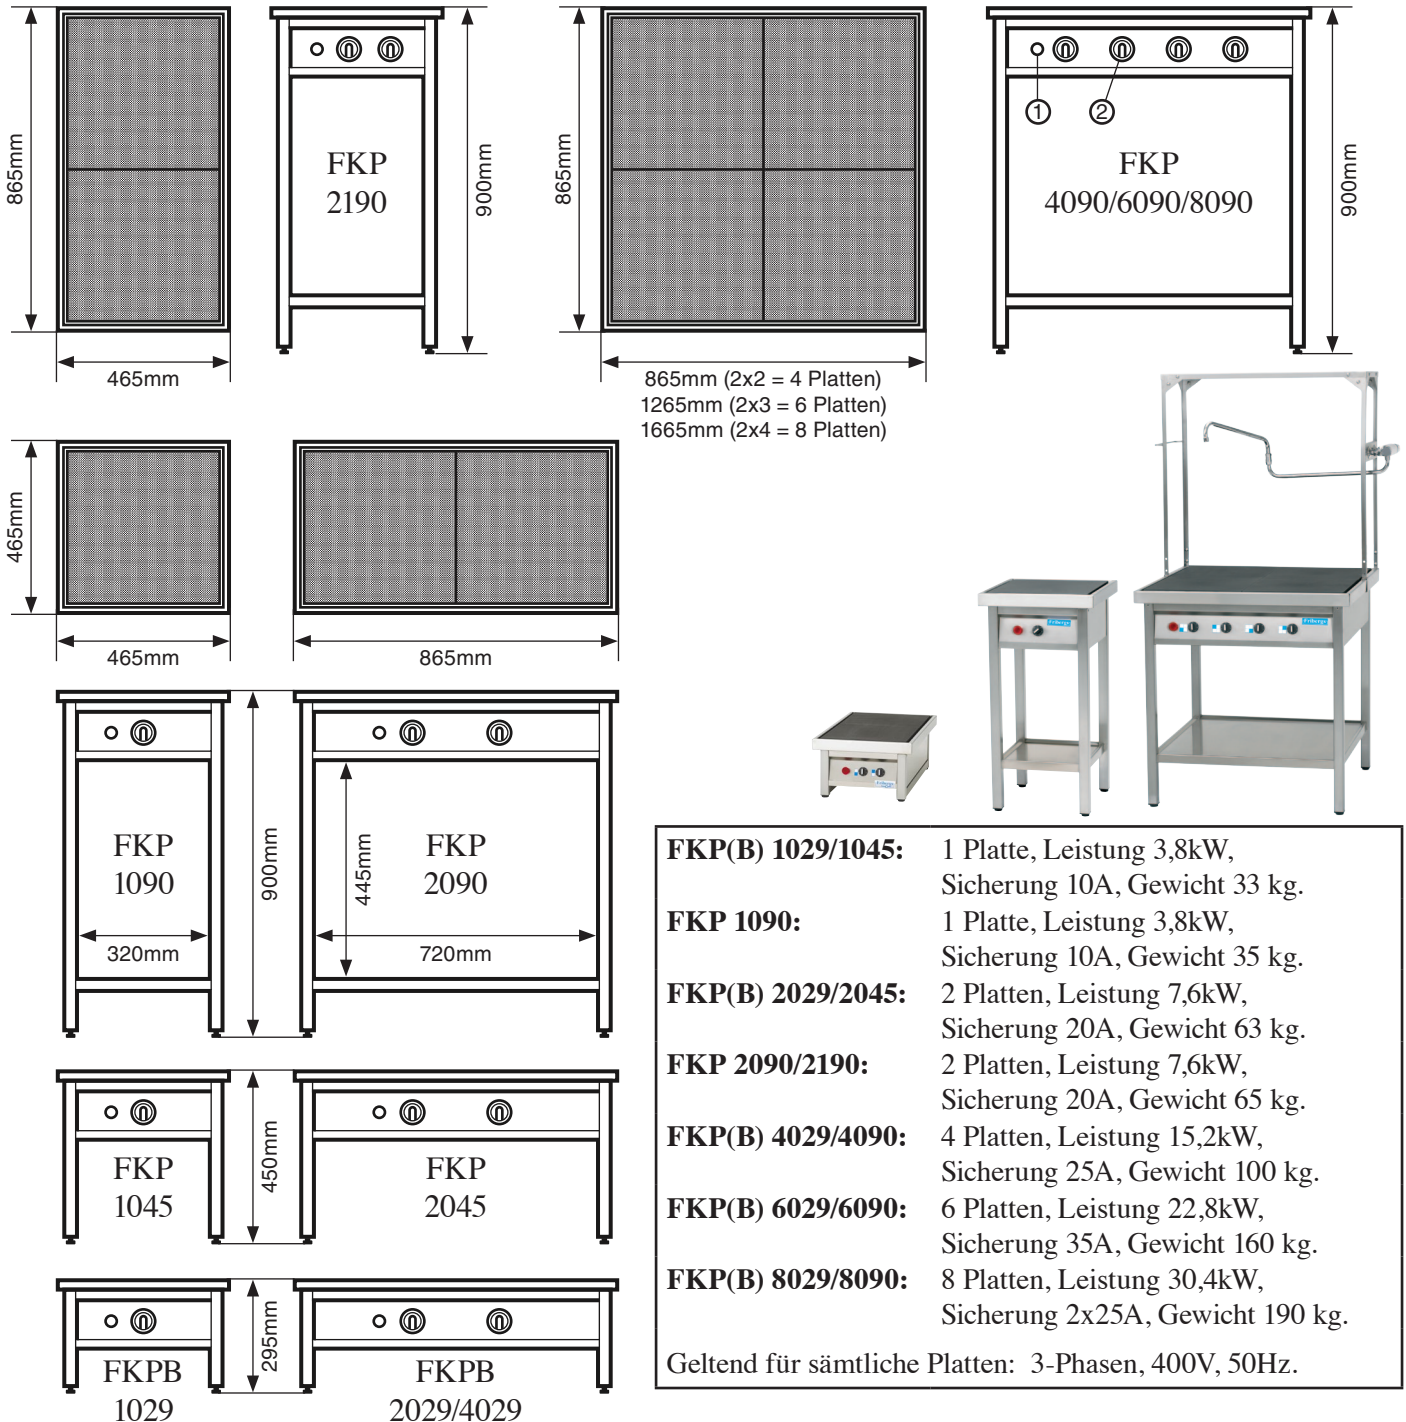 865mm
FKP
2190
900mm
465mm
865mm
865mm (2x2 = 4 Platten)
1265mm (2x3 = 6 Platten)
1665mm (2x4 = 8 Platten)
1
2
FKP
4090/6090/8090
900mm
465mm
465mm
865mm
Fribergs
Fribergs
Fribergs
FKP
1090
320mm
900mm
FKP
2090
445mm
720mm
FKP
1045
450mm
FKP
2045
FKPB
1029
295mm
FKPB
2029/4029
FKP(B) 1029/1045: 1 Platte, Leistung 3,8kW,
Sicherung 10A, Gewicht 33 kg.
FKP 1090: 1 Platte, Leistung 3,8kW,
Sicherung 10A, Gewicht 35 kg.
FKP(B) 2029/2045: 2 Platten, Leistung 7,6kW,
Sicherung 20A, Gewicht 63 kg.
FKP 2090/2190: 2 Platten, Leistung 7,6kW,
Sicherung 20A, Gewicht 65 kg.
FKP(B) 4029/4090: 4 Platten, Leistung 15,2kW,
Sicherung 25A, Gewicht 100 kg.
FKP(B) 6029/6090: 6 Platten, Leistung 22,8kW,
Sicherung 35A, Gewicht 160 kg.
FKP(B) 8029/8090: 8 Platten, Leistung 30,4kW,
Sicherung 2x25A, Gewicht 190 kg.
Geltend für sämtliche Platten: 3-Phasen, 400V, 50Hz.